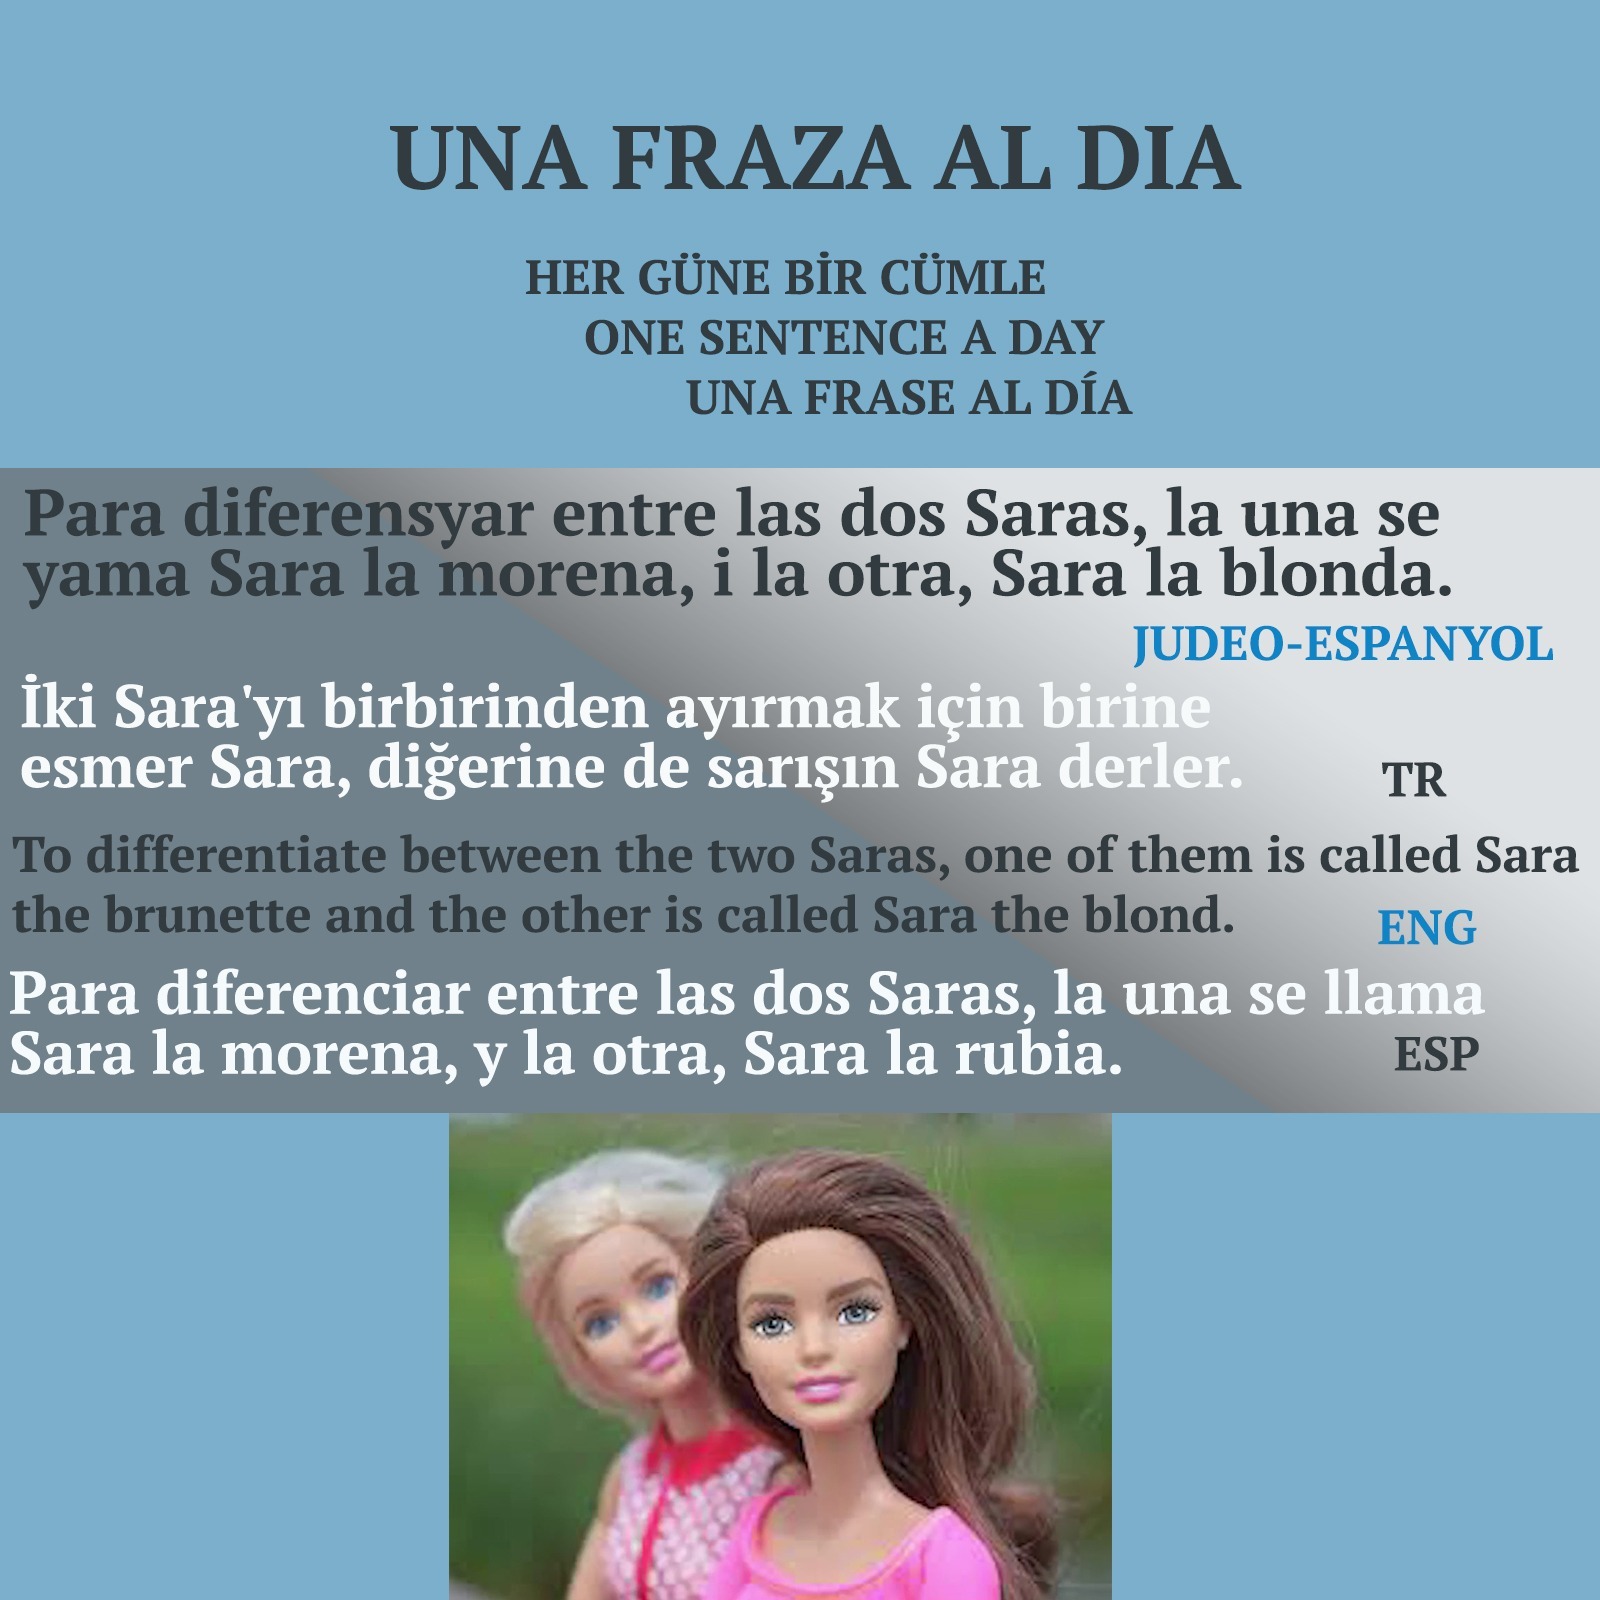 UNA FRAZA AL DIA
HER GÜNE BİR CÜMLE
ONE SENTENCE A DAY
UNA FRASE AL DÍA
Para diferensyar entre las dos Saras, la una se
yama Sara la morena, i la otra, Sara la blonda.
JUDEO-ESPANYOL
İki Sara'yı birbirinden ayırmak için birine
esmer Sara, diğerine de sarışın Sara derler.
TR
To differentiate between the two Saras, one of them is called Sara
the brunette and the other is called Sara the blond.
ENG
Para diferenciar entre las dos Saras, la una se llama
Sara la morena, y la otra, Sara la rubia.
ESP